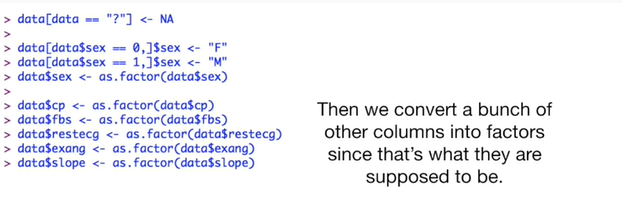 > data[data == "?"] <- NA
>
> data[data$sex == 0,]$sex <- "F"
> data[data$sex == 1,]$sex <- "M"
> data$sex <- as.factor(data$sex)
>
> data$cp <- as.factor(data$cp)
> data$fbs <- as.factor(data$fbs)
> data$restecg <- as.factor(data$restecg)
> data$exang <- as.factor(data$exang)
> data$slope <- as.factor(data$slope)
Then we convert a bunch of
other columns into factors
since that’s what they are
supposed to be.